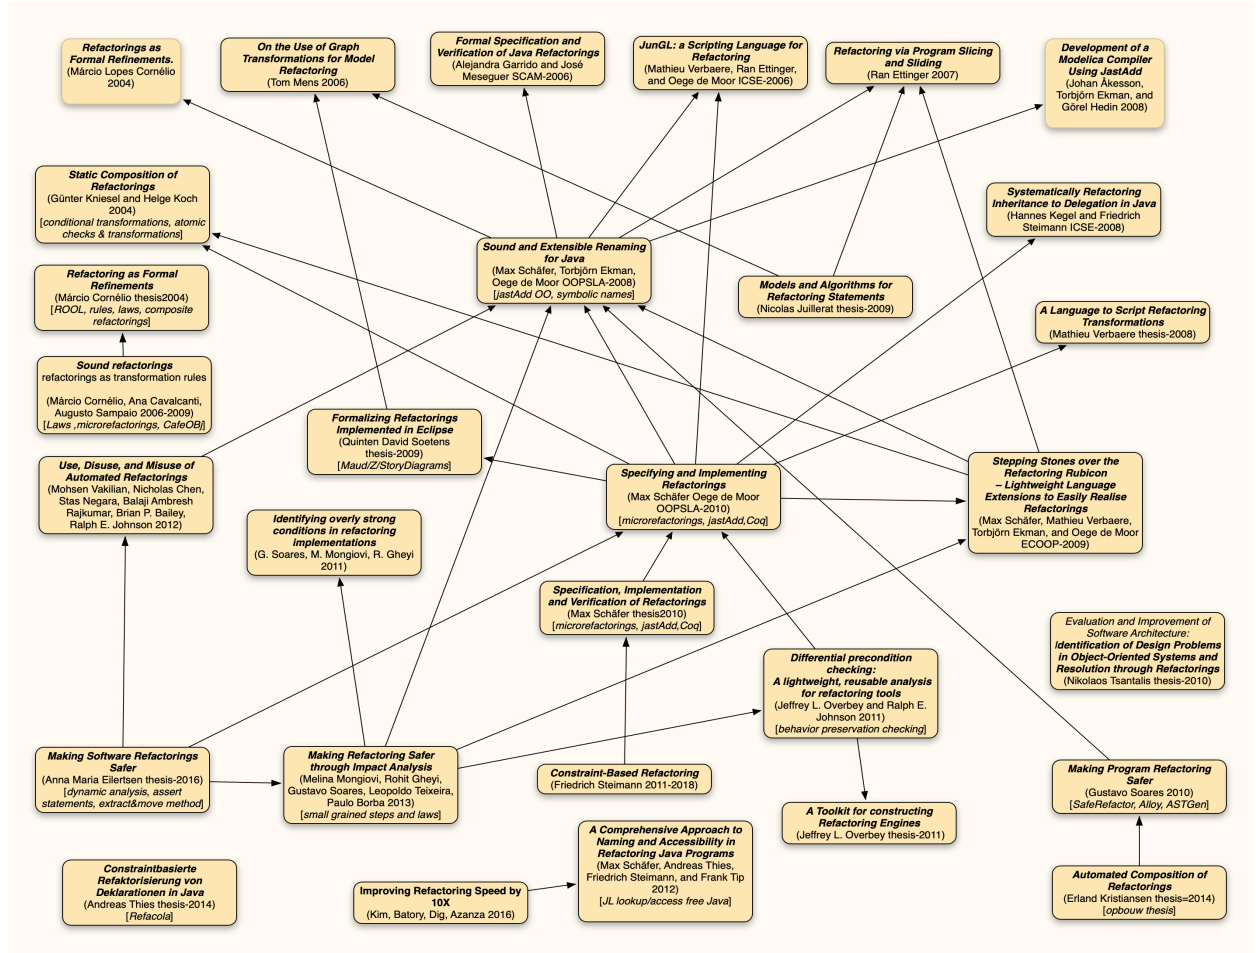 Refactorings as
Formal Refinements.
(Márcio Lopes Cornélio
2004)
On the Use of Graph
Transformations for Model
Refactoring
(Tom Mens 2006)
Formal Specification and
Verification of Java Refactorings
(Alejandra Garrido and José
Meseguer SCAM-2006)
JunGL: a Scripting Language for
Refactoring
(Mathieu Verbaere, Ran Ettinger,
and Oege de Moor ICSE-2006)
Refactoring via Program Slicing
and Sliding
(Ran Ettinger 2007)
Development of a
Modelica Compiler
Using JastAdd
(Johan Åkesson,
Torbjörn Ekman, and
Görel Hedin 2008)
Static Composition of
Refactorings
(Günter Kniesel and Helge Koch
2004)
[conditional transformations, atomic
checks & transformations]
Systematically Refactoring
Inheritance to Delegation in Java
(Hannes Kegel and Friedrich
Steimann ICSE-2008)
Sound and Extensible Renaming
for Java
(Max Schäfer, Torbjörn Ekman,
Oege de Moor OOPSLA-2008)
[jastAdd OO, symbolic names]
Refactoring as Formal
Refinements
(Márcio Cornélio thesis2004)
[ROOL, rules, laws, composite
refactorings]
Models and Algorithms for
Refactoring Statements
(Nicolas Juillerat thesis-2009)
A Language to Script Refactoring
Transformations
(Mathieu Verbaere thesis-2008)
Sound refactorings
refactorings as transformation rules
(Márcio Cornélio, Ana Cavalcanti,
Augusto Sampaio 2006-2009)
[Laws ,microrefactorings, CafeOBj]
Formalizing Refactorings
Implemented in Eclipse
(Quinten David Soetens
thesis-2009)
[Maud/Z/StoryDiagrams]
Use, Disuse, and Misuse of
Automated Refactorings
(Mohsen Vakilian, Nicholas Chen,
Stas Negara, Balaji Ambresh
Rajkumar, Brian P. Bailey,
Ralph E. Johnson 2012)
Specifying and Implementing
Refactorings
(Max Schäfer Oege de Moor
OOPSLA-2010)
[microrefactorings, jastAdd,Coq]
Stepping Stones over the
Refactoring Rubicon
– Lightweight Language
Extensions to Easily Realise
Refactorings
(Max Schäfer, Mathieu Verbaere,
Torbjörn Ekman, and Oege de Moor
ECOOP-2009)
Identifying overly strong
conditions in refactoring
implementations
(G. Soares, M. Mongiovi, R. Gheyi
2011)
Specification, Implementation
and Verification of Refactorings
(Max Schäfer thesis2010)
[microrefactorings, jastAdd,Coq]
Evaluation and Improvement of
Software Architecture:
Identification of Design Problems
in Object-Oriented Systems and
Resolution through Refactorings
(Nikolaos Tsantalis thesis-2010)
Differential precondition
checking:
A lightweight, reusable analysis
for refactoring tools
(Jeffrey L. Overbey and Ralph E.
Johnson 2011)
[behavior preservation checking]
Making Software Refactorings
Safer
(Anna Maria Eilertsen thesis-2016)
[dynamic analysis, assert
statements, extract&move method]
Making Refactoring Safer
through Impact Analysis
(Melina Mongiovi, Rohit Gheyi,
Gustavo Soares, Leopoldo Teixeira,
Paulo Borba 2013)
[small grained steps and laws]
Constraint-Based Refactoring
(Friedrich Steimann 2011-2018)
Making Program Refactoring
Safer
(Gustavo Soares 2010)
[SafeRefactor, Alloy, ASTGen]
A Toolkit for constructing
Refactoring Engines
(Jeffrey L. Overbey thesis-2011)
A Comprehensive Approach to
Naming and Accessibility in
Refactoring Java Programs
(Max Schäfer, Andreas Thies,
Friedrich Steimann, and Frank Tip
2012)
[JL lookup/access free Java]
Constraintbasierte
Refaktorisierung von
Deklarationen in Java
(Andreas Thies thesis-2014)
[Refacola]
Improving Refactoring Speed by
10X
(Kim, Batory, Dig, Azanza 2016)
Automated Composition of
Refactorings
(Erland Kristiansen thesis=2014)
[opbouw thesis]